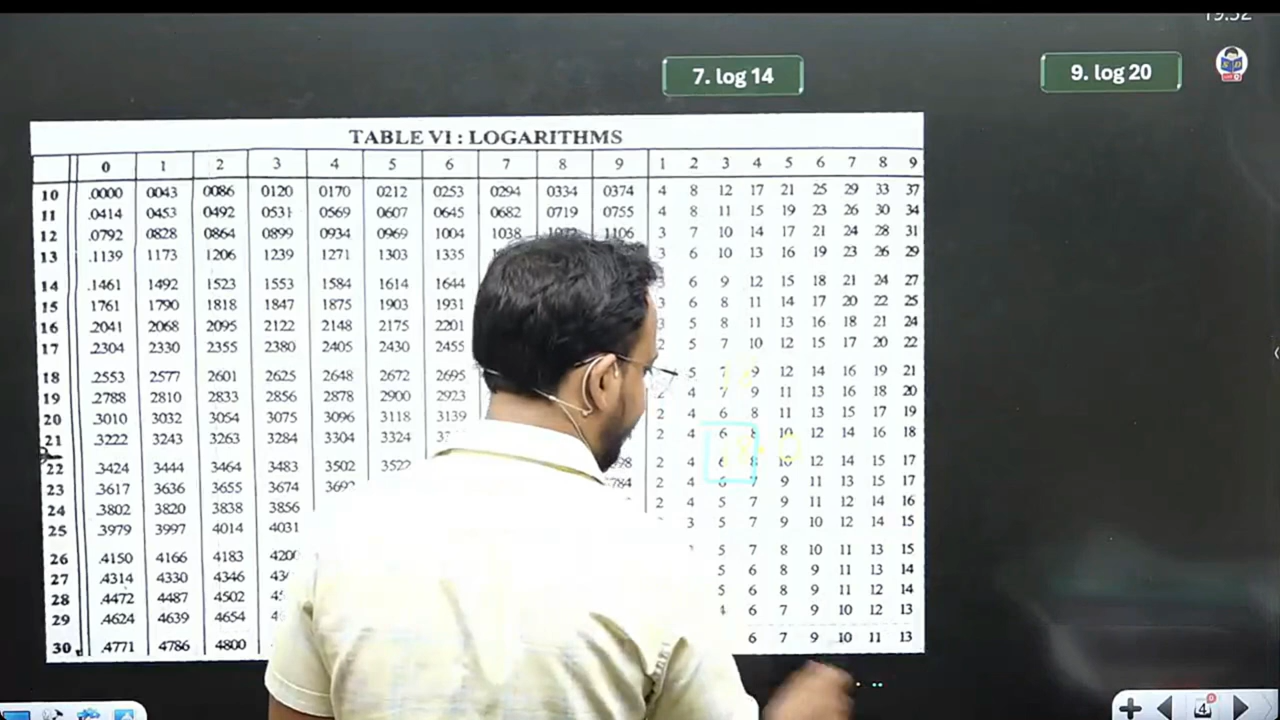 7. log 14
9. log 20
TABLE VI : LOGARITHMS
0 1 2 3 4 5 6 7 8 9 1 2 3 4 5 6 7 8 9
10 .0000 0043 0086 0120 0170 0212 0253 0294 0334 0374 4 8 12 17 21 25 29 33 37
11 .0414 0453 0492 0531 0569 0607 0645 0682 0719 0755 4 8 11 15 19 23 26 30 34
12 .0792 0828 0864 0899 0934 0969 1004 1038 1106 3 7 10 14 17 21 24 28 31
13 .1139 1173 1206 1239 1271 1303 1335 3 6 10 13 16 19 23 26 29
14 .1461 1492 1523 1553 1584 1614 1644 6 9 12 15 18 21 24 27
15 1761 1790 1818 1847 1875 1903 1931 3 6 8 11 14 17 20 22 25
16 .2041 2068 2095 2122 2148 2175 2201 3 5 8 11 13 16 18 21 24
17 .2304 2330 2355 2380 2405 2430 2455 2 5 7 10 12 15 17 20 22
18 .2553 2577 2601 2625 2648 2672 2695 5 7 9 12 14 16 19 21
19 .2788 2810 2833 2856 2878 2900 2923 2 4 7 9 11 13 16 18 20
20 .3010 3032 3054 3075 3096 3118 3139 2 4 6 8 11 13 15 17 19
21 .3222 3243 3263 3284 3304 3324 2 4 6 8 10 12 14 16 18
22 .3424 3444 3464 3483 3502 3522 2 4 6 8 10 12 14 15 17
23 .3617 3636 3655 3674 3692 2 4 6 7 9 11 13 15 17
24 .3802 3820 3838 3856 2 4 5 7 9 11 12 14 16
25 .3979 3997 4014 4031 3 5 7 9 10 12 14 15
26 .4150 4166 4183 4200 5 7 8 10 11 13 15
27 .4314 4330 4346 5 6 8 9 11 13 14
28 .4472 4487 4502 5 6 8 9 11 12 14
29 .4624 4639 4654 4 6 7 9 10 12 13
30 .4771 4786 4800 6 7 9 10 11 13
4